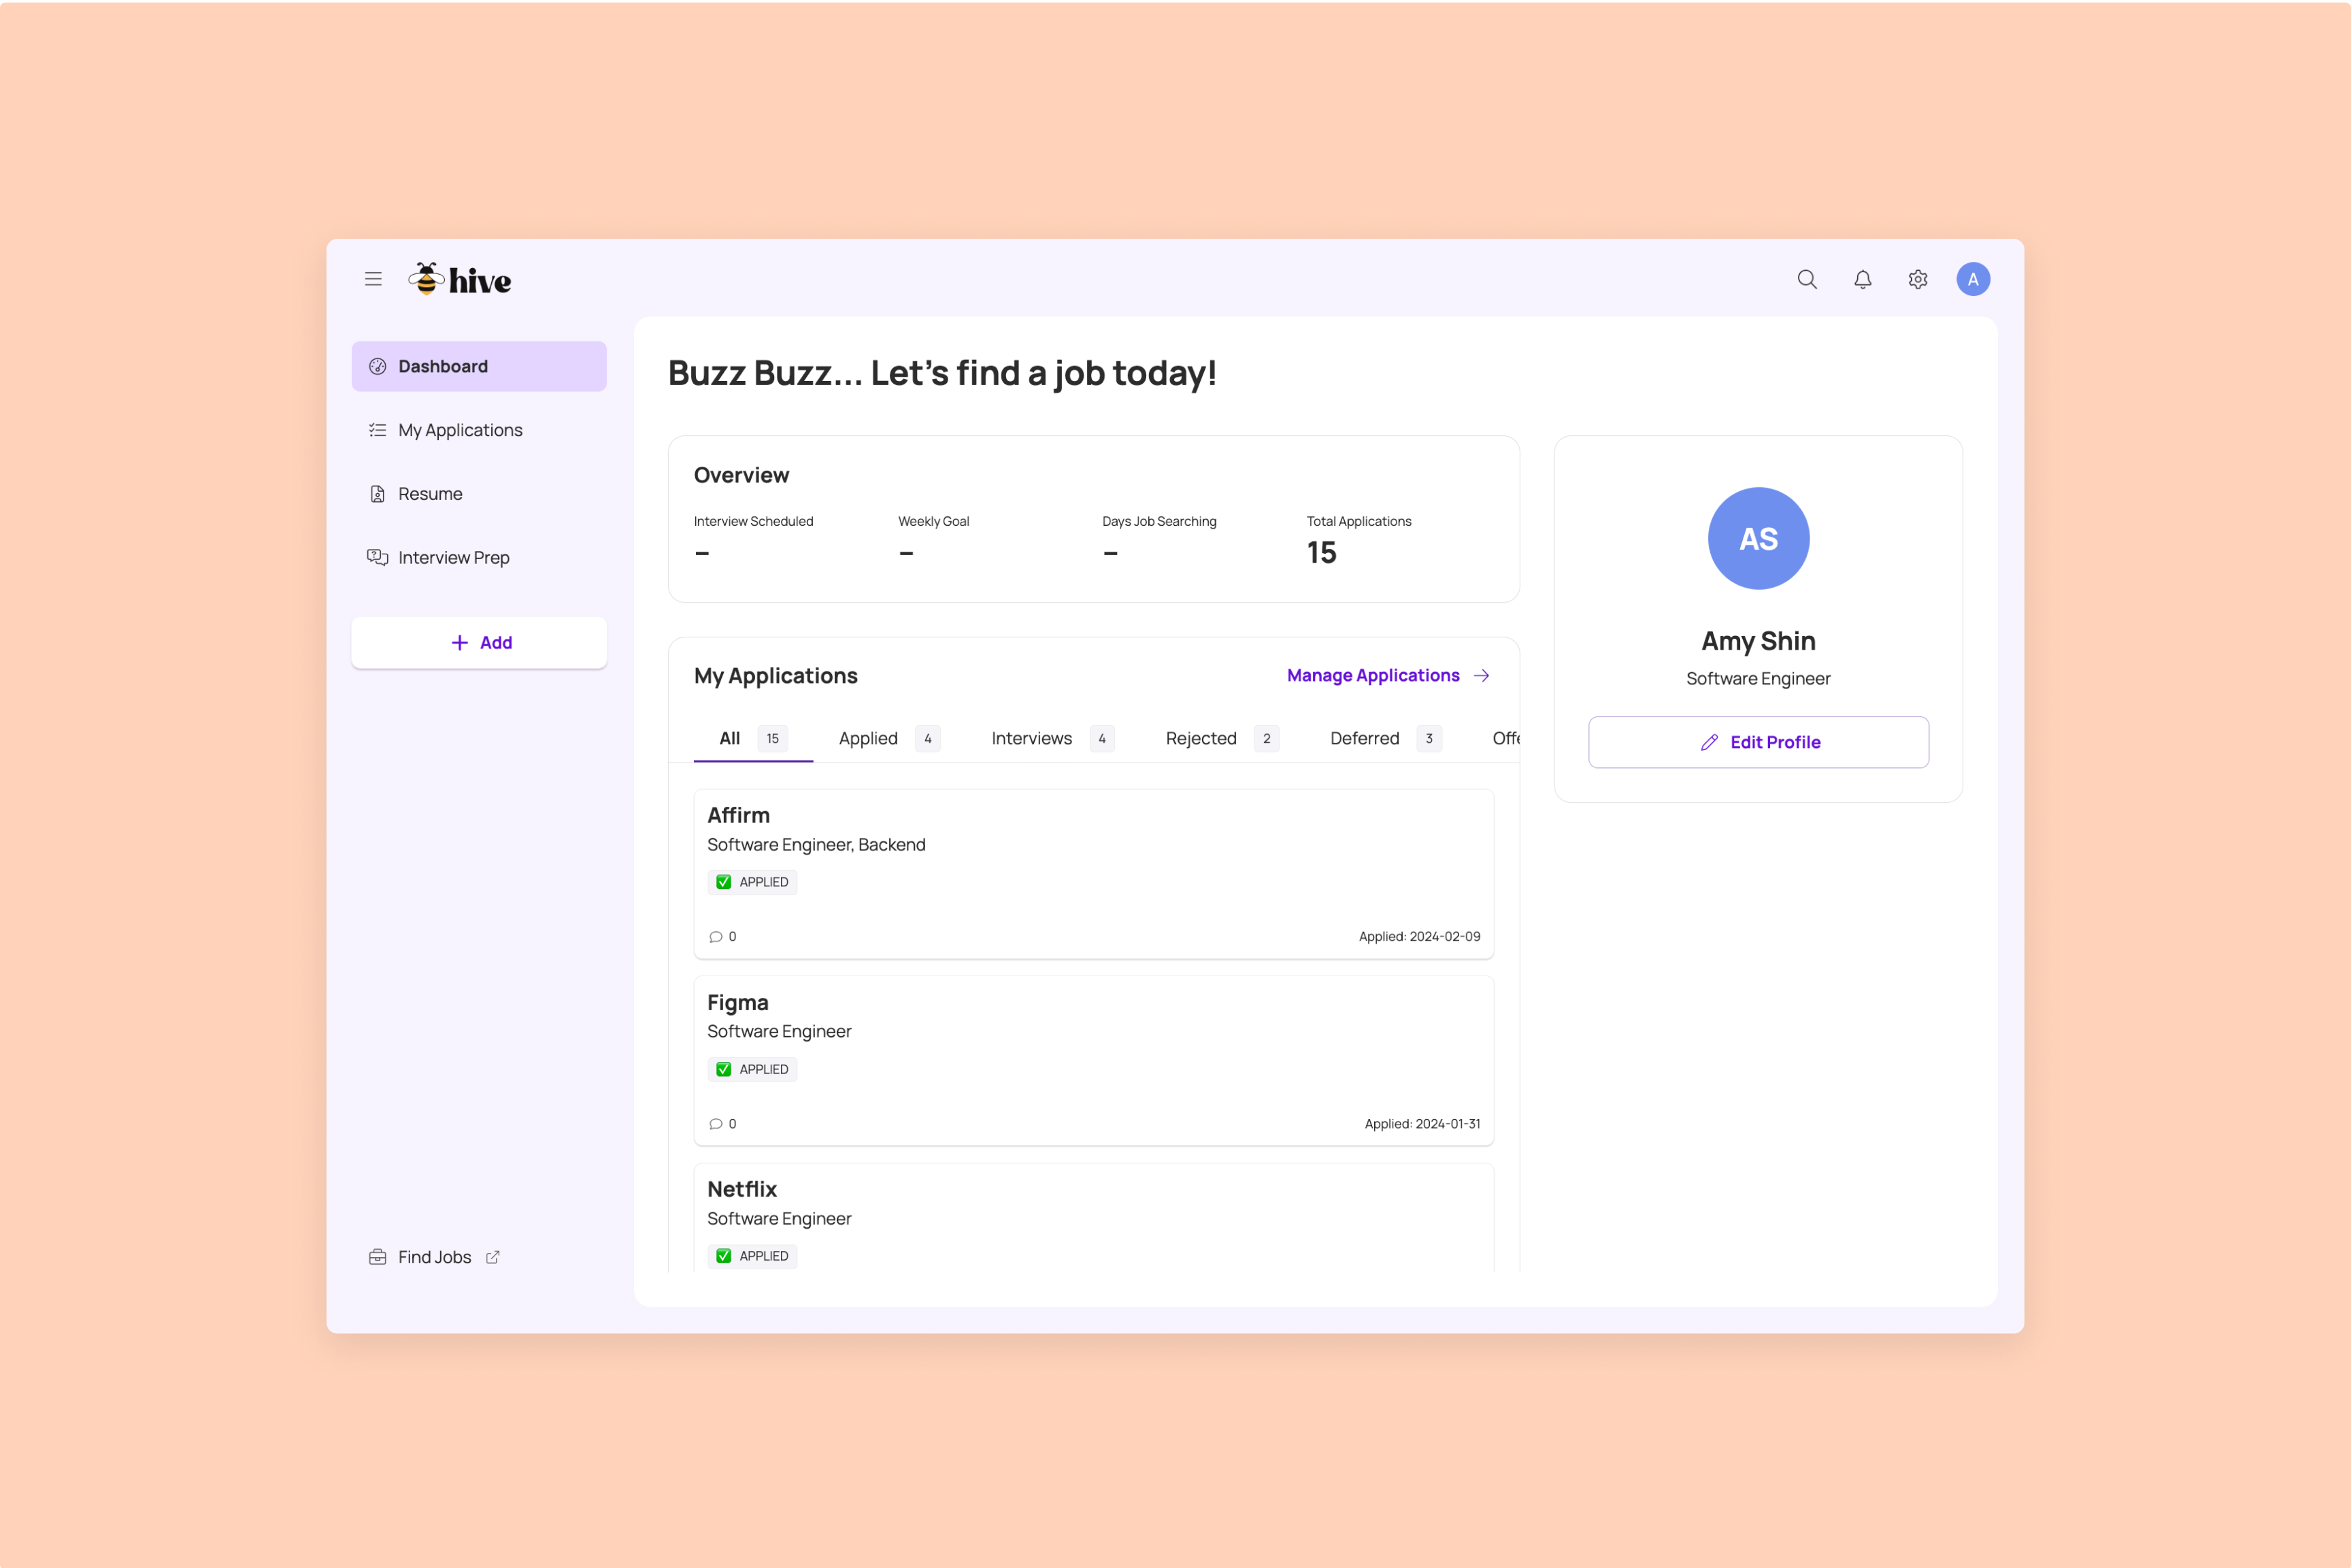 hive
A
Dashboard
My Applications
Resume
Interview Prep
Add
Find Jobs
Buzz Buzz... Let's find a job today!
Overview
Interview Scheduled
–
Weekly Goal
–
Days Job Searching
–
Total Applications
15
My Applications
Manage Applications
All 15 Applied 4 Interviews 4 Rejected 2 Deferred 3 Offe
Affirm
Software Engineer, Backend
APPLIED
0 Applied: 2024-02-09
Figma
Software Engineer
APPLIED
0 Applied: 2024-01-31
Netflix
Software Engineer
APPLIED
AS
Amy Shin
Software Engineer
Edit Profile